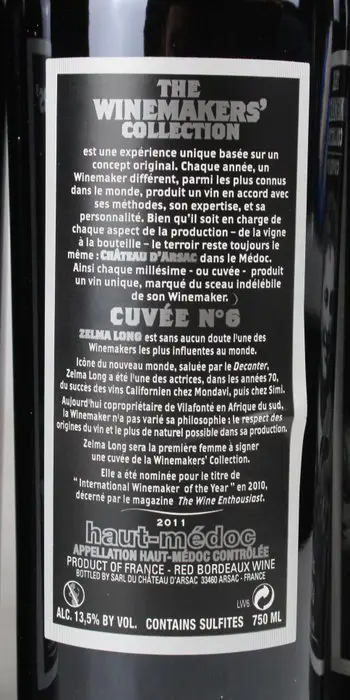 THE
WINEMAKERS'
COLLECTION
est une expérience unique basée sur un
concept original. Chaque année, un
Winemaker différent, parmi les plus connus
dans le monde, produit un vin en accord avec
ses méthodes, son expertise, et sa
personnalité. Bien qu'il soit en charge de
chaque aspect de la production – de la vigne
à la bouteille – le terroir reste toujours le
même : CHÂTEAU D'ARSAC dans le Médoc.
Ainsi chaque millésime - ou cuvée - produit
un vin unique, marqué du sceau indélébile
de son Winemaker.
CUVÉE N°6
ZELMA LONG est sans aucun doute l'une des
Winemakers les plus influentes au monde.
Icône du nouveau monde, saluée par le Decanter,
Zelma Long a été l'une des actrices, dans les années 70,
du succès des vins Californien chez Mondavi, puis chez Simi.
Aujourd'hui copropriétaire de Vilafonté en Afrique du sud,
la Winemaker n'a pas varié sa philosophie : le respect des
origines du vin et le plus de naturel possible dans sa production.
Zelma Long sera la première femme à signer
une cuvée de la Winemakers' Collection.
Elle a été nominée pour le titre de
"International Winemaker of the Year" en 2010,
décerné par le magazine The Wine Enthousiast.
2011
haut-médoc
APPELLATION HAUT-MÉDOC CONTRÔLÉE
PRODUCT OF FRANCE - RED BORDEAUX WINE
BOTTLED BY SARL DU CHÂTEAU D'ARSAC 33460 ARSAC - FRANCE
LW6
ALC. 13,5% BY VOL. CONTAINS SULFITES 750 ML